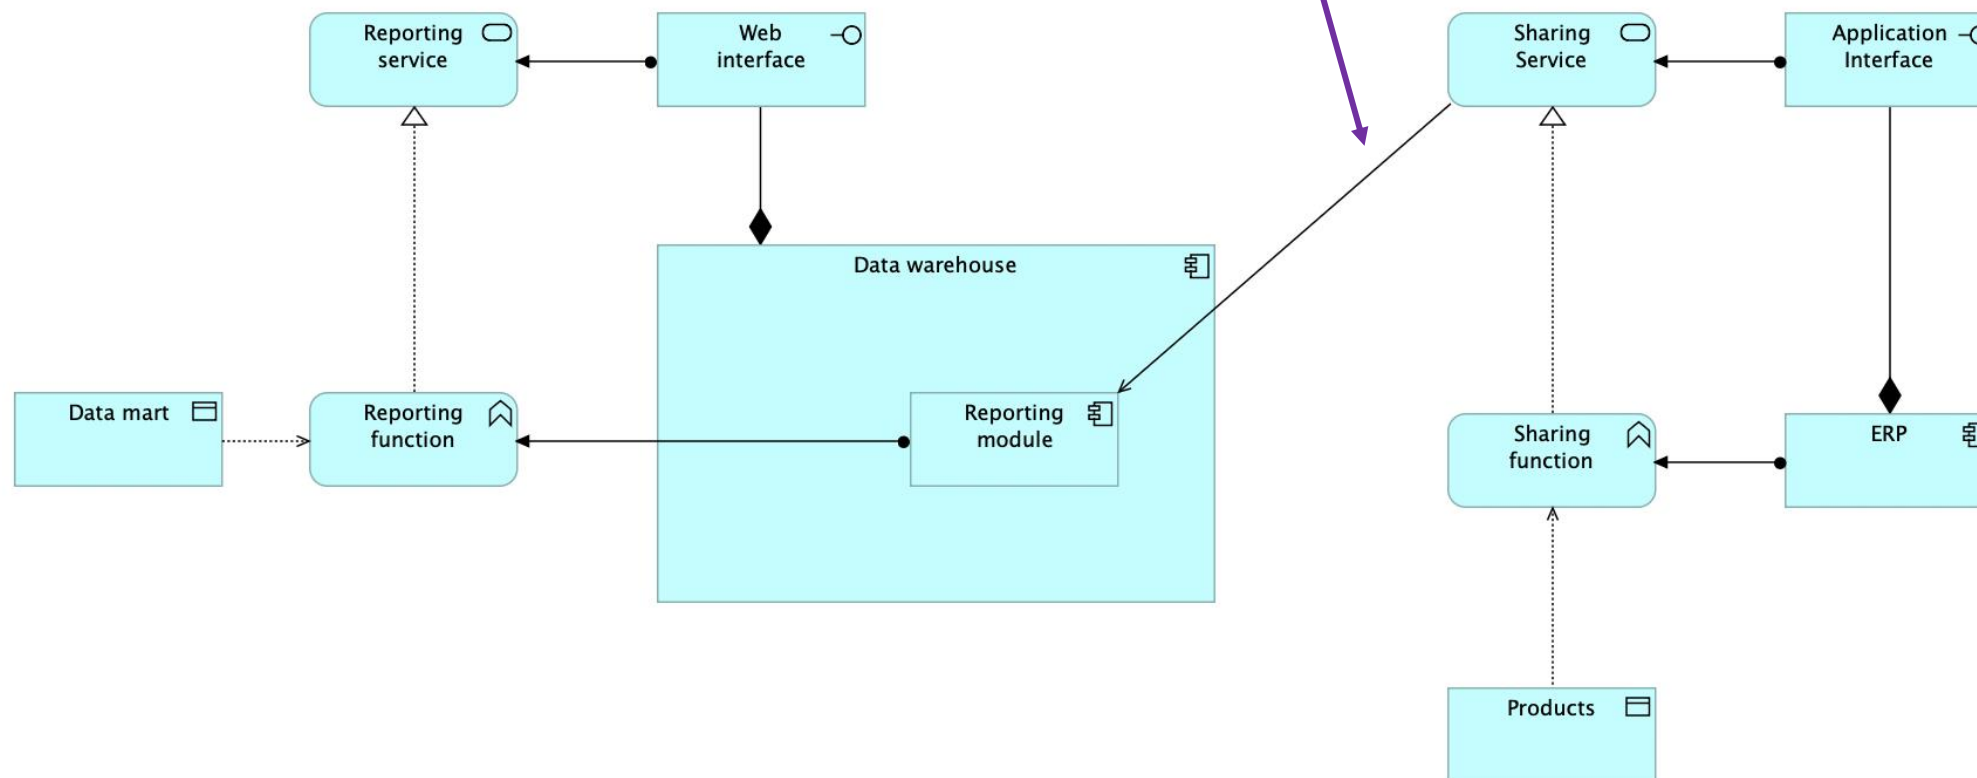 Reporting
service
Web
interface
Sharing
Service
Application
Interface
Data warehouse
Data mart
Reporting
function
Reporting
module
Sharing
function
ERP
Products